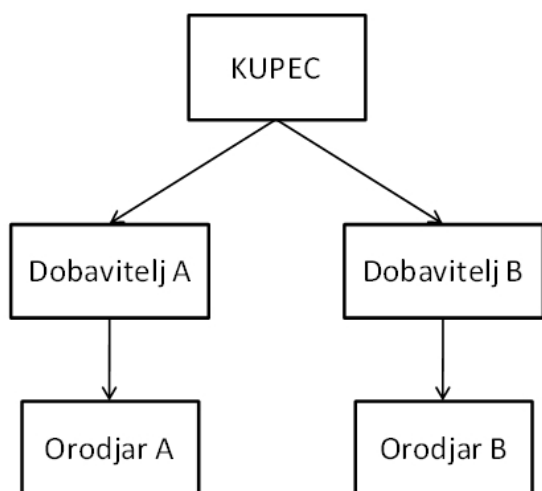 KUPEC
Dobavitelj A
Dobavitelj B
Orodjar A
Orodjar B